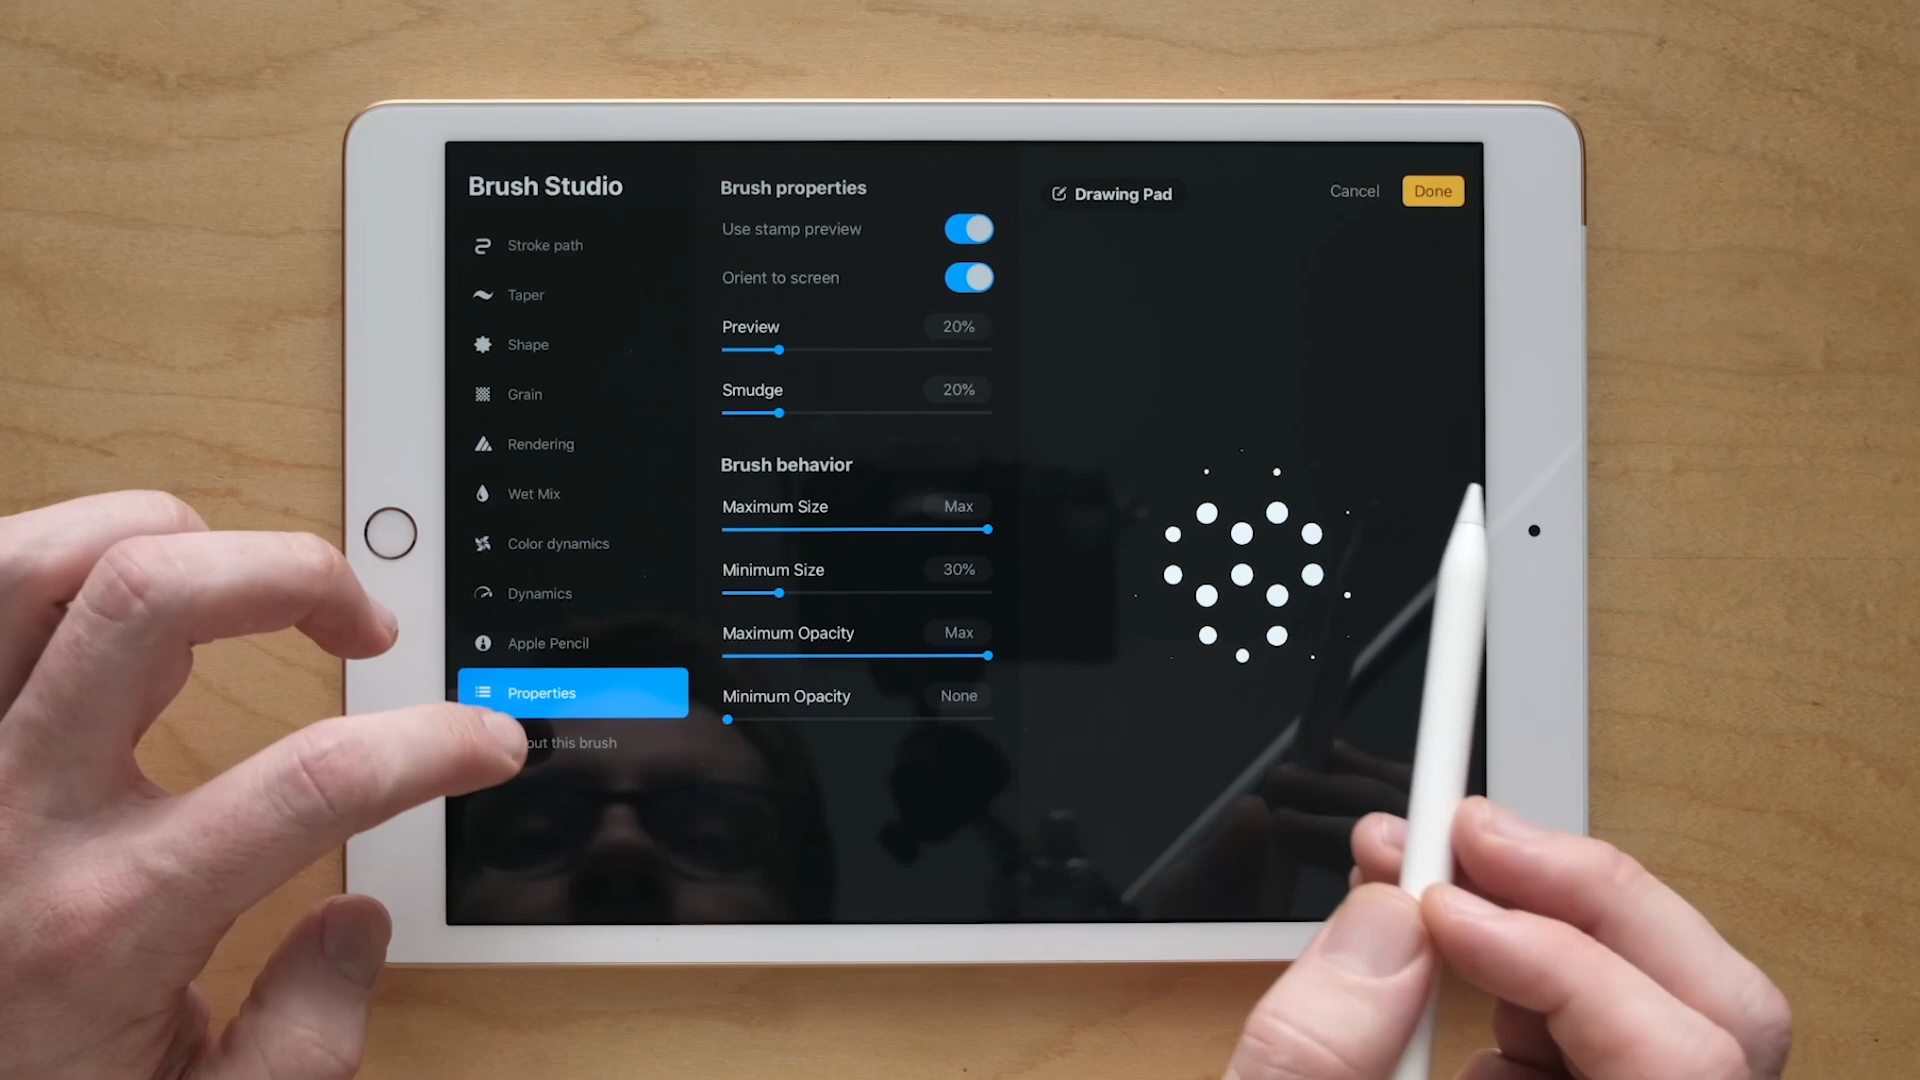 Brush Studio
Stroke path
Taper
Shape
Grain
Rendering
Wet Mix
Color dynamics
Dynamics
Apple Pencil
Properties
out this brush
Brush properties
Use stamp preview
Orient to screen
Preview 20%
Smudge 20%
Brush behavior
Maximum Size Max
Minimum Size 30%
Maximum Opacity Max
Minimum Opacity None
Drawing Pad
Cancel Done